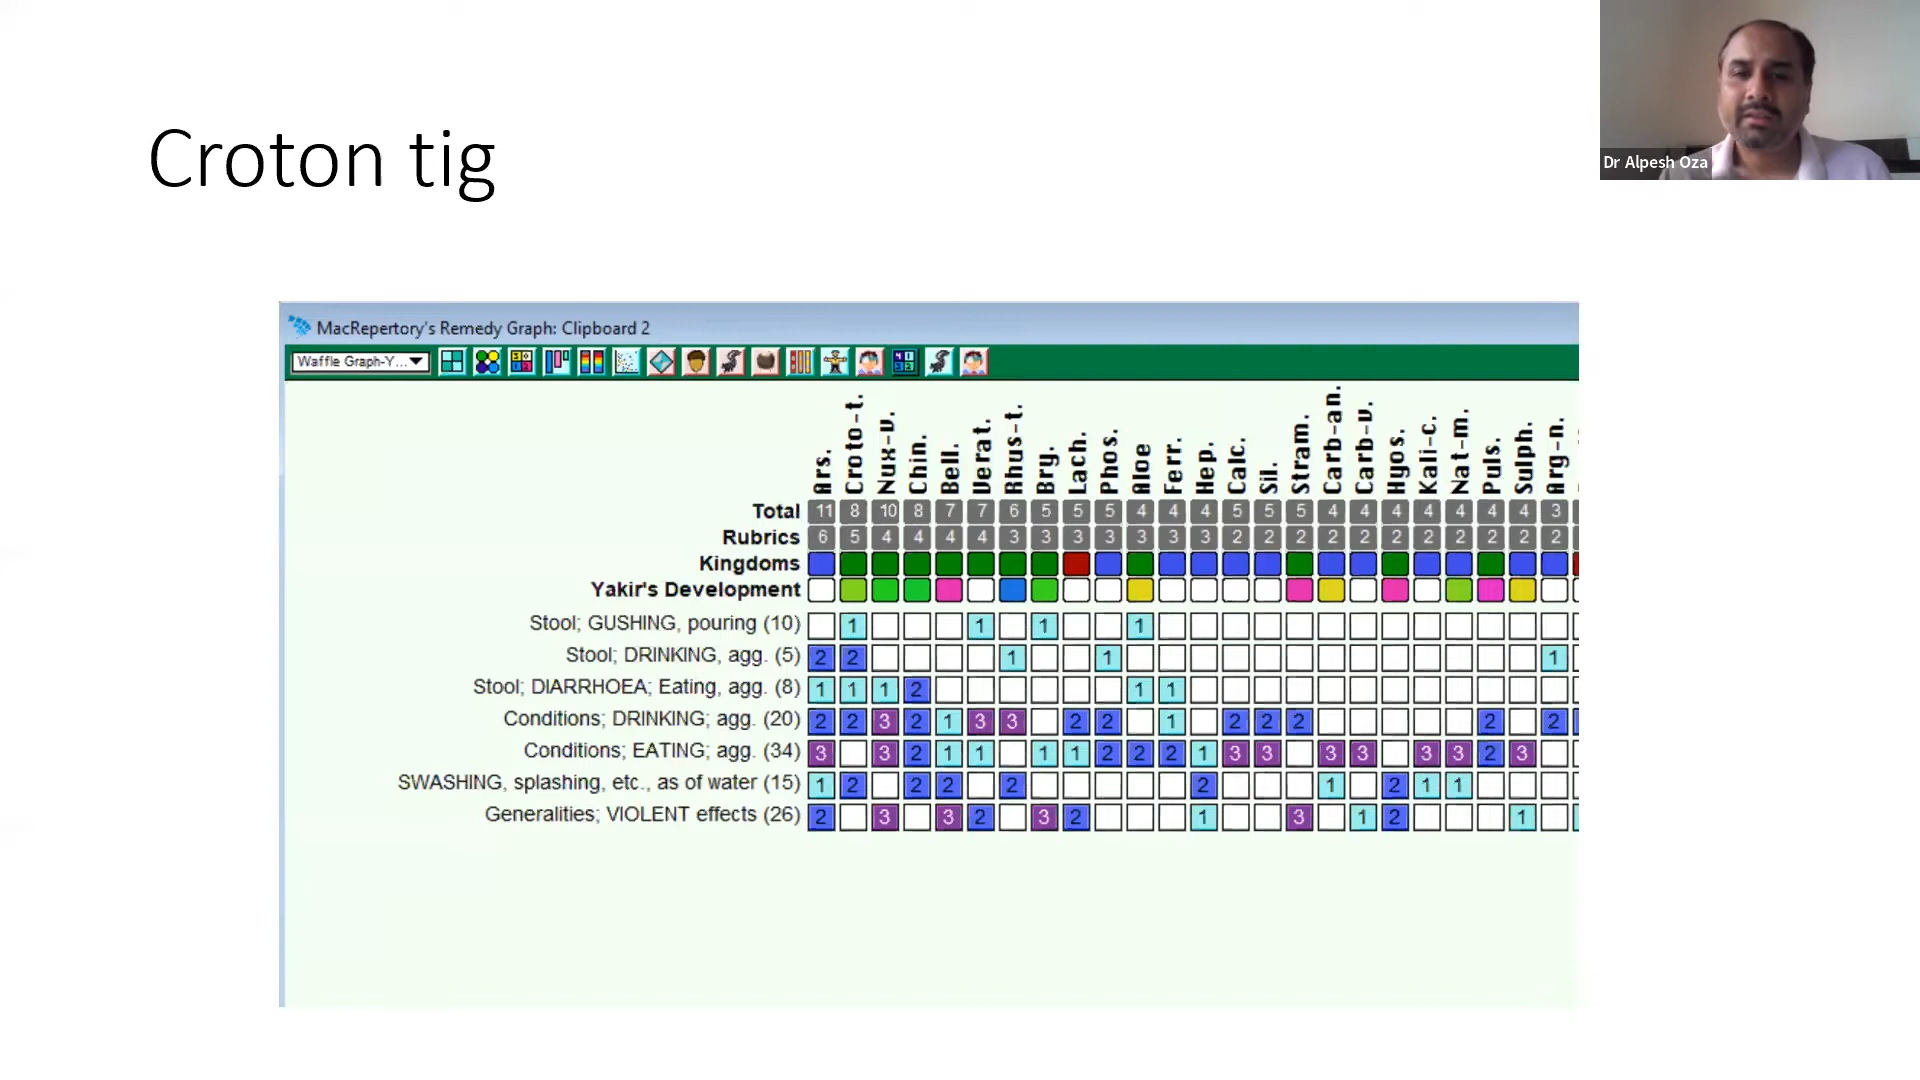 Dr Alpesh Oza
Croton tig
MacRepertory's Remedy Graph: Clipboard 2
Waffle Graph-Y...
Ars. Croto-t. Nux-v. Chin. Bell. Verat. Rhus-t. Bry. Lach. Phos. Aloe Ferr. Hep. Calc. Sil. Stram. Carb-an. Carb-v. Hyos. Kali-c. Nat-m. Puls. Sulph. Arg-n.
Total 11 8 10 8 7 7 6 5 5 5 4 4 4 5 5 5 4 4 4 4 4 4 4 3
Rubrics 6 5 4 4 4 4 3 3 3 3 3 3 3 2 2 2 2 2 2 2 2 2 2 2
Kingdoms
Yakir's Development
Stool; GUSHING, pouring (10) 1 1 1 1
Stool; DRINKING, agg. (5) 2 2 1 1 1
Stool; DIARRHOEA; Eating, agg. (8) 1 1 1 2 1 1
Conditions; DRINKING; agg. (20) 2 2 3 2 1 3 3 2 2 1 2 2 2 2 2
Conditions; EATING; agg. (34) 3 3 2 1 1 1 1 2 2 2 1 3 3 3 3 3 3 2 3
SWASHING, splashing, etc., as of water (15) 1 2 2 2 2 2 1 2 1 1
Generalities; VIOLENT effects (26) 2 3 3 2 3 2 1 3 1 2 1